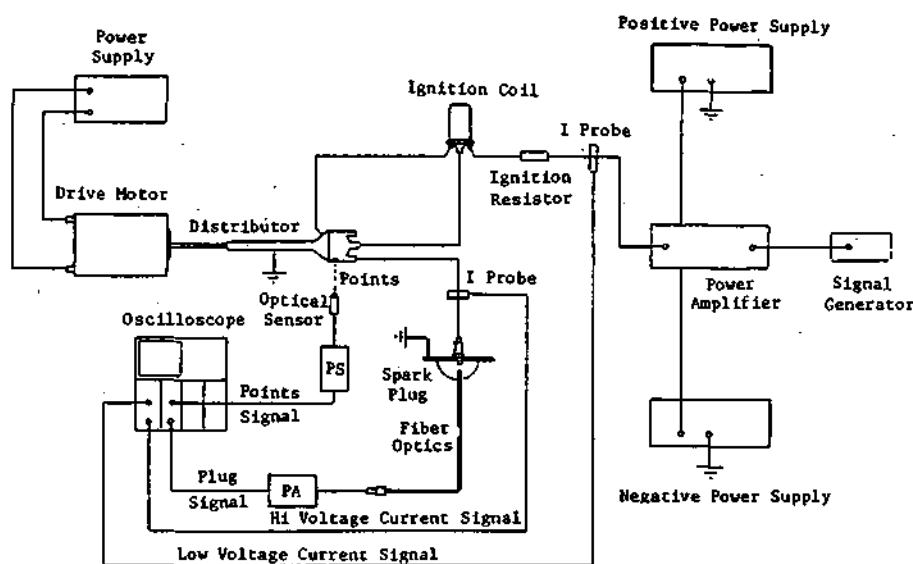 Power
Supply
Positive Power Supply
Ignition Coil
I Probe
Ignition
Resistor
Drive Motor
Distributor
Points
I Probe
Optical
Sensor
Power
Amplifier
Signal
Generator
Oscilloscope
PS
Spark
Plug
Points
Signal
Fiber
Optics
Plug
Signal
PA
Hi Voltage Current Signal
Negative Power Supply
Low Voltage Current Signal